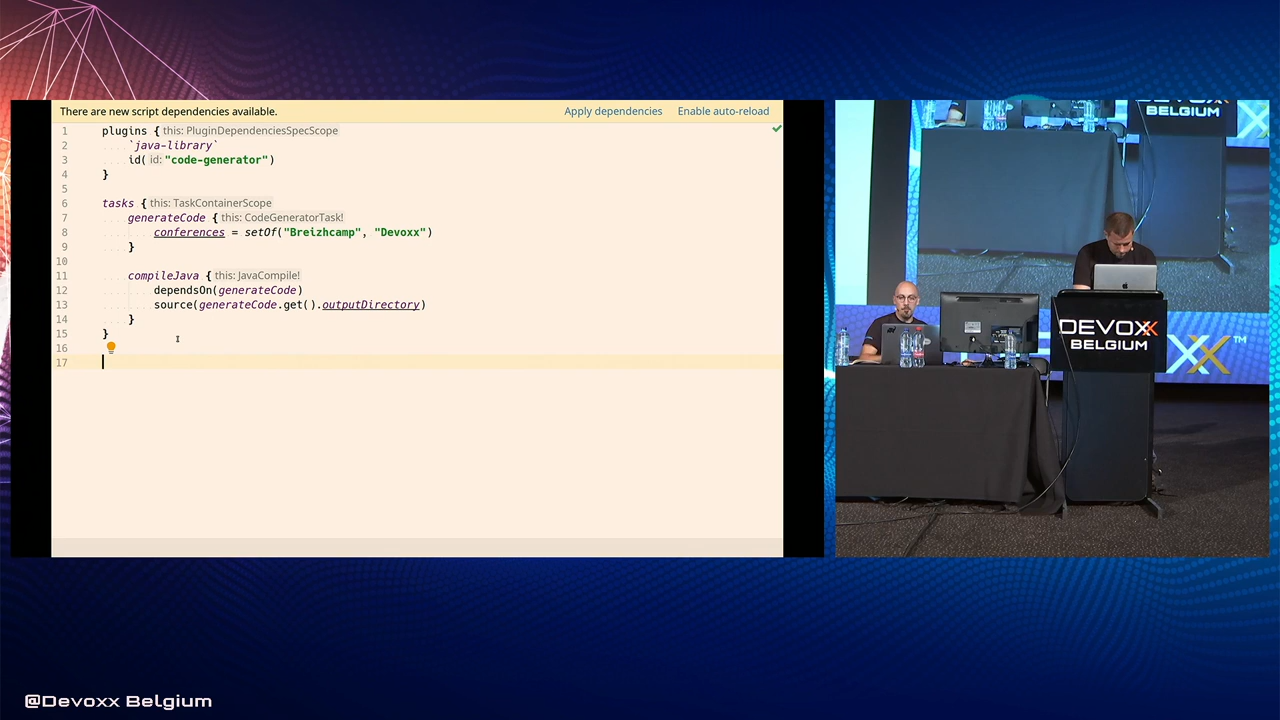 There are new script dependencies available. Apply dependencies Enable auto-reload
1 plugins { this: PluginDependenciesSpecScope
2 `java-library`
3 id( id: "code-generator")
4 }
5
6 tasks { this: TaskContainerScope
7 generateCode { this: CodeGeneratorTask!
8 conferences = setOf("Breizhcamp", "Devoxx")
9 }
10
11 compileJava { this: JavaCompile!
12 dependsOn(generateCode)
13 source(generateCode.get().outputDirectory)
14 }
15 }
16
17
BELGIUM
DEVOXX
BELGIUM
XX™
@Devoxx Belgium